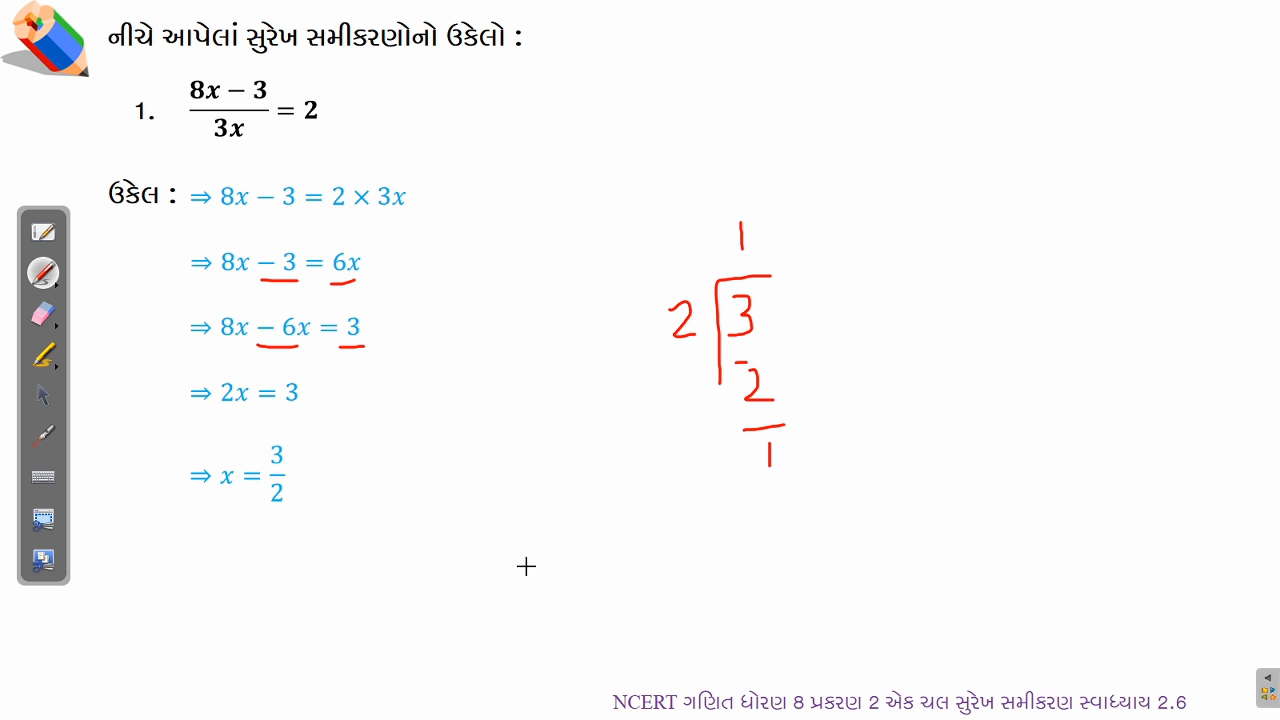 નીચે આપેલાં સુરેખ સમીકરણોનો ઉકેલો :
1. (8x − 3)/(3x) = 2
ઉકેલ : ⇒ 8x − 3 = 2 × 3x
⇒ 8x − 3 = 6x
⇒ 8x − 6x = 3
⇒ 2x = 3
⇒ x = 3/2
1
2 3
- 2
1
NCERT ગણિત ધોરણ 8 પ્રકરણ 2 એક ચલ સુરેખ સમીકરણ સ્વાધ્યાય 2.6